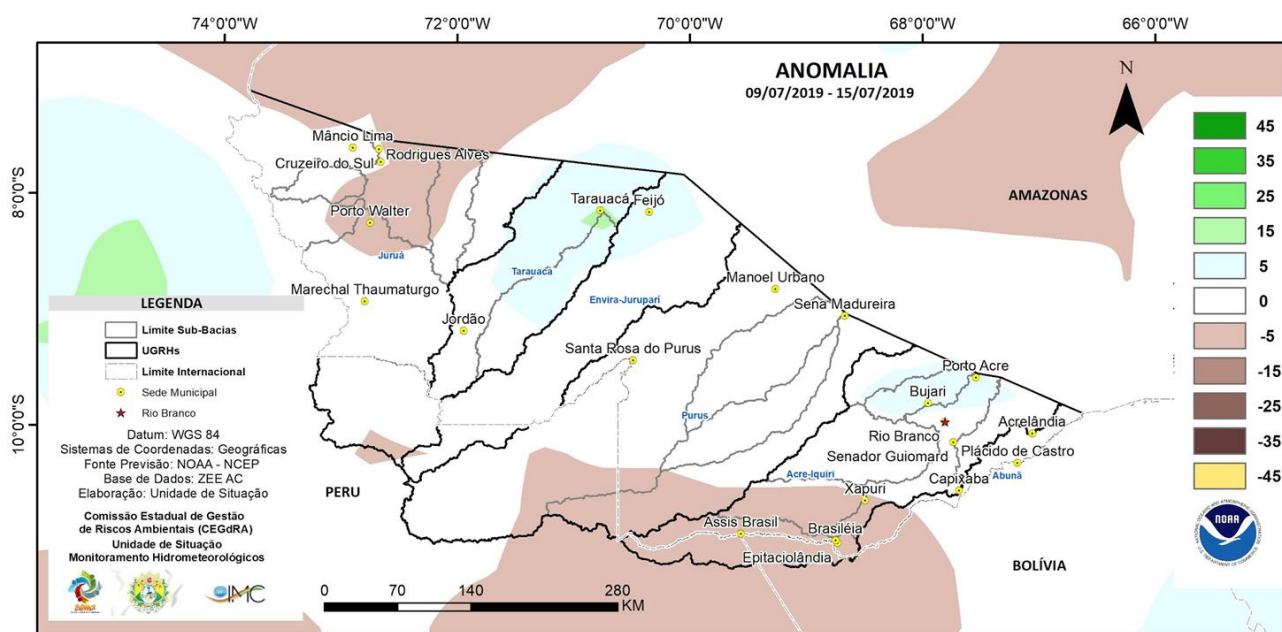 74°0'0"W
72°0'0"W
70°0'0"W
68°0'0"W
66°0'0"W
8°0'0"S
10°0'0"S
ANOMALIA
09/07/2019 - 15/07/2019
N
AMAZONAS
PERU
BOLÍVIA
Mâncio Lima
Rodrigues Alves
Cruzeiro do Sul
Porto Walter
Juruá
Marechal Thaumaturgo
Jordão
Tarauacá
Feijó
Tarauacá
Envira-Jurupari
Manoel Urbano
Sena Madureira
Santa Rosa do Purus
Purus
Porto Acre
Bujari
Rio Branco
Acrelândia
Senador Guiomard
Plácido de Castro
Acre-Iquiri
Abunã
Capixaba
Xapuri
Assis Brasil
Brasiléia
Epitaciolândia
LEGENDA
Limite Sub-Bacias
UGRHs
Limite Internacional
Sede Municipal
Rio Branco
Datum: WGS 84
Sistemas de Coordenadas: Geográficas
Fonte Previsão: NOAA - NCEP
Base de Dados: ZEE AC
Elaboração: Unidade de Situação
Comissão Estadual de Gestão
de Riscos Ambientais (CEGdRA)
Unidade de Situação
Monitoramento Hidrometeorológicos
IMC
0 70 140 280
KM
45
35
25
15
5
0
-5
-15
-25
-35
-45
NOAA